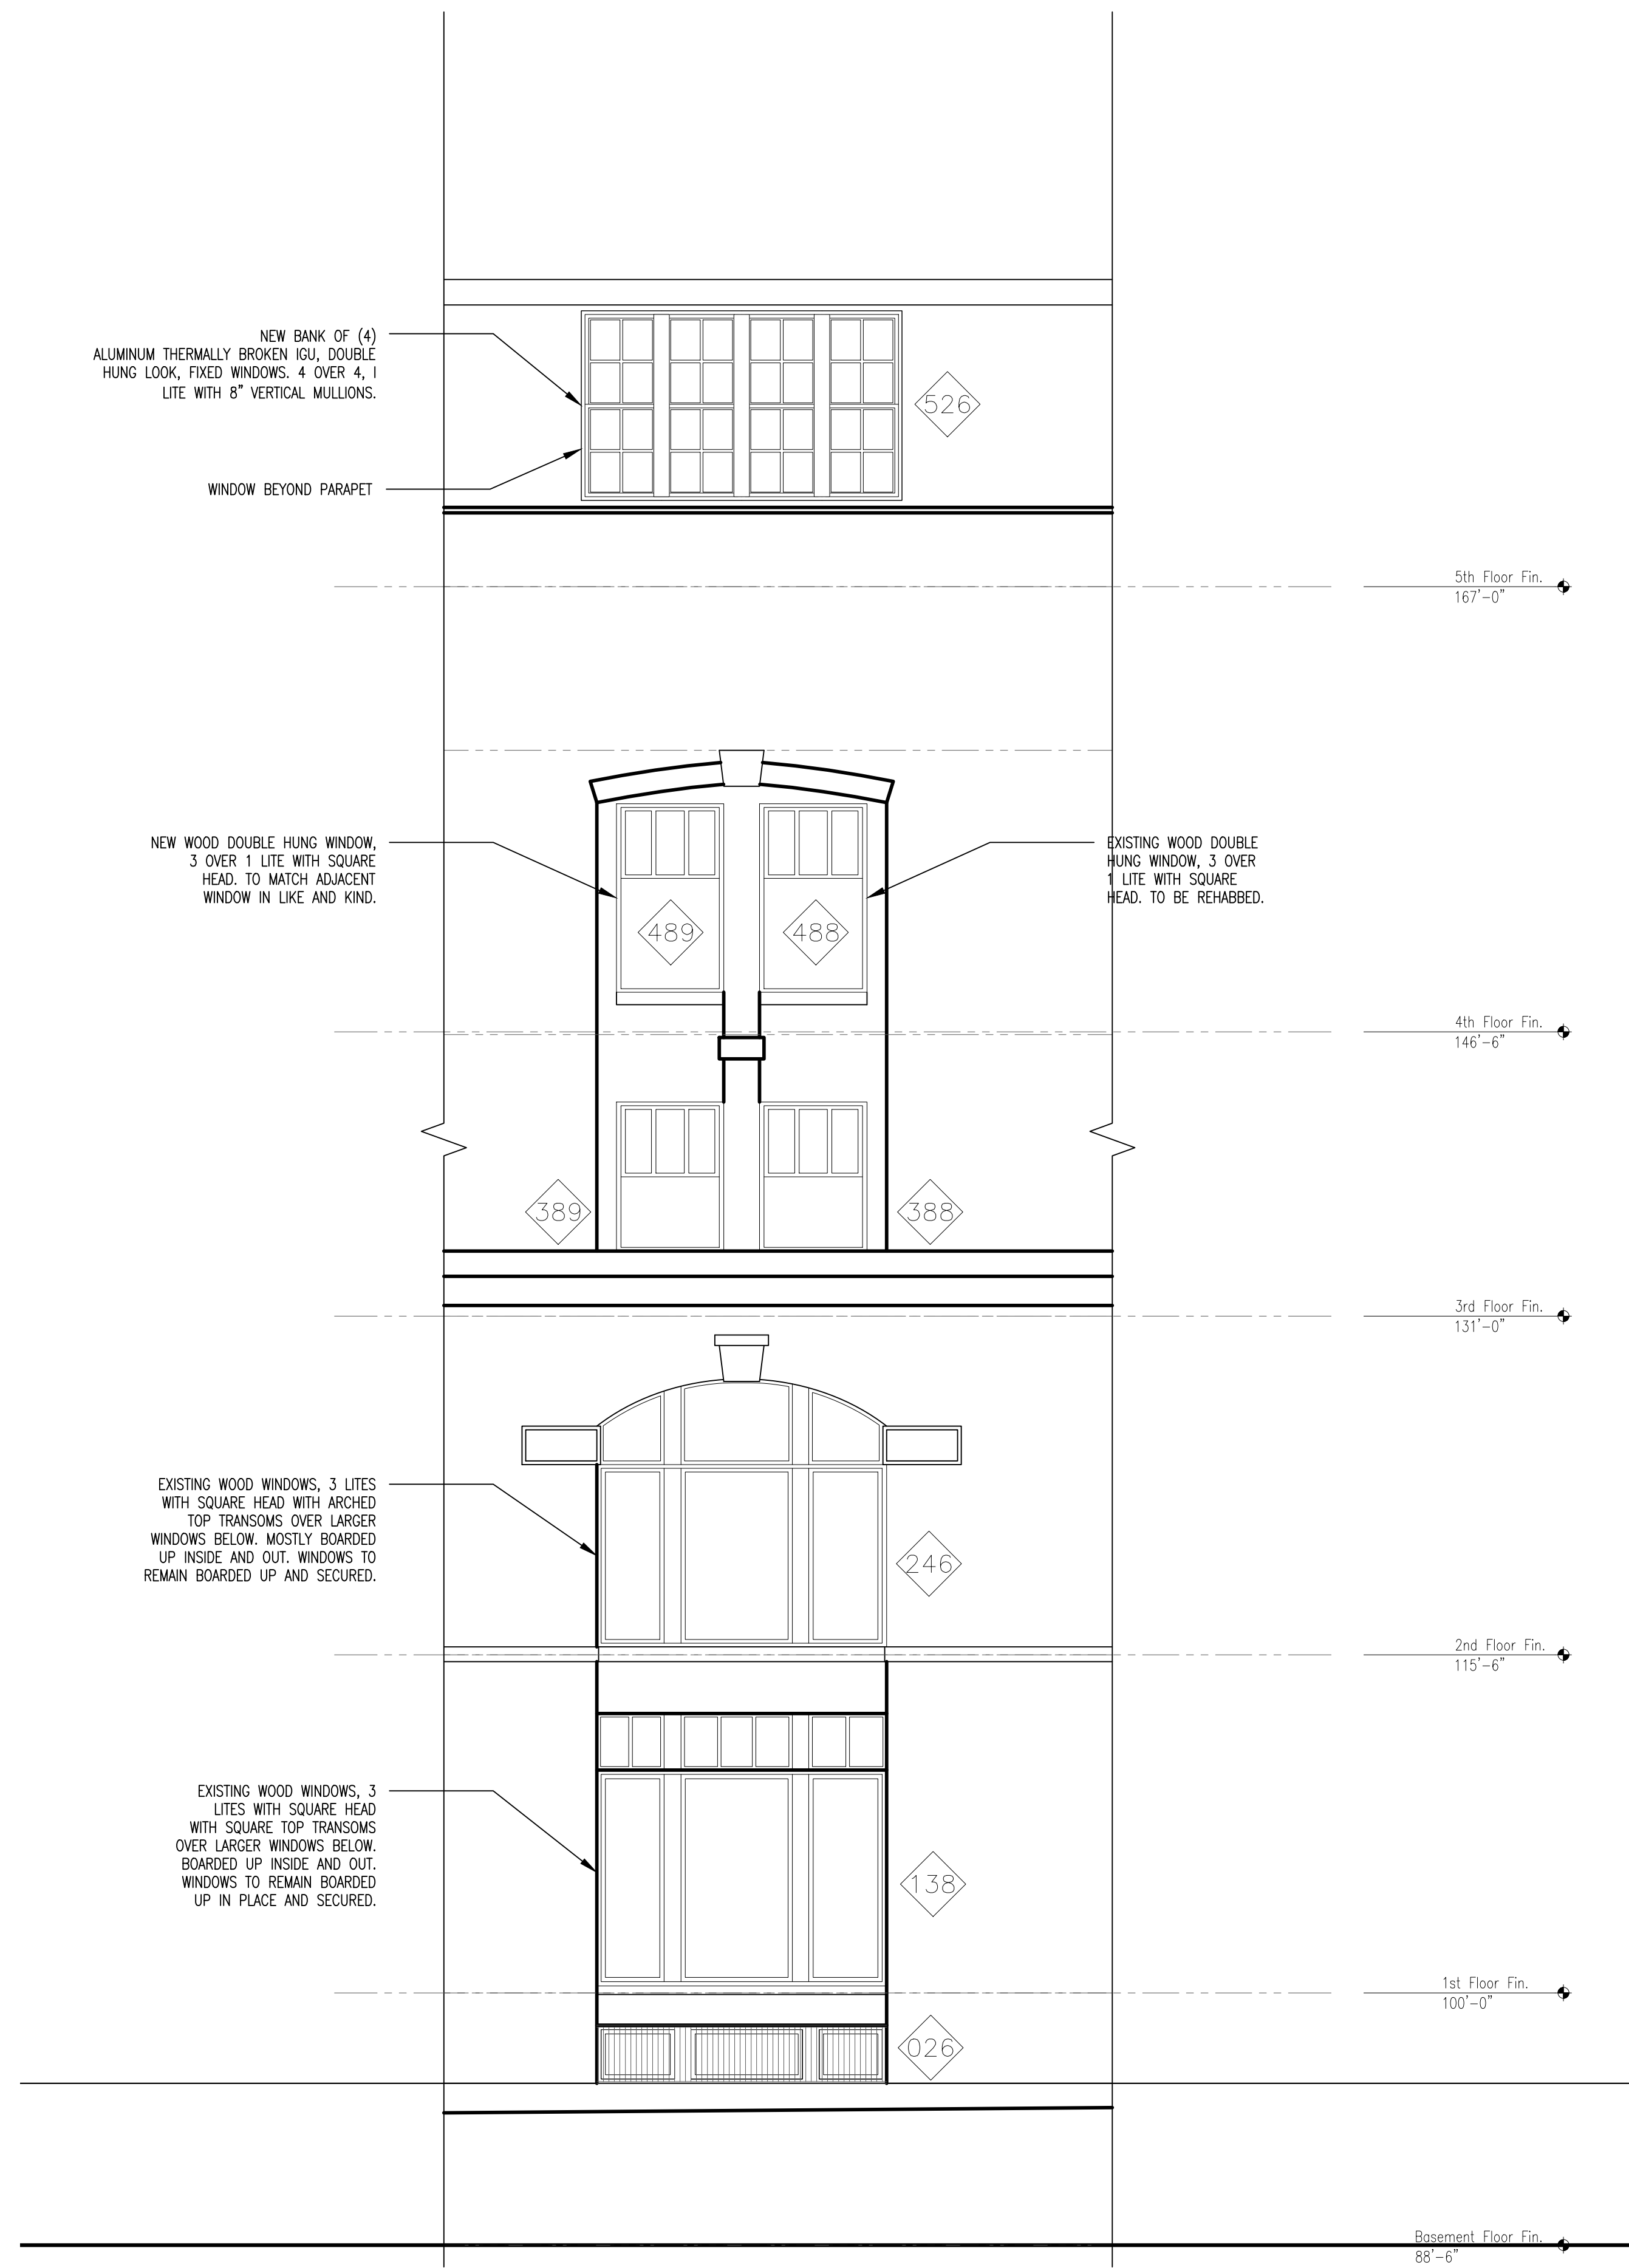 NEW BANK OF (4)
ALUMINUM THERMALLY BROKEN IGU, DOUBLE
HUNG LOOK, FIXED WINDOWS. 4 OVER 4, I
LITE WITH 8" VERTICAL MULLIONS.
526
WINDOW BEYOND PARAPET
5th Floor Fin.
167'-0"
NEW WOOD DOUBLE HUNG WINDOW,
3 OVER 1 LITE WITH SQUARE
HEAD. TO MATCH ADJACENT
WINDOW IN LIKE AND KIND.
EXISTING WOOD DOUBLE
HUNG WINDOW, 3 OVER
1 LITE WITH SQUARE
HEAD. TO BE REHABBED.
489
488
4th Floor Fin.
146'-6"
389
388
3rd Floor Fin.
131'-0"
EXISTING WOOD WINDOWS, 3 LITES
WITH SQUARE HEAD WITH ARCHED
TOP TRANSOMS OVER LARGER
WINDOWS BELOW. MOSTLY BOARDED
UP INSIDE AND OUT. WINDOWS TO
REMAIN BOARDED UP AND SECURED.
246
2nd Floor Fin.
115'-6"
EXISTING WOOD WINDOWS, 3
LITES WITH SQUARE HEAD
WITH SQUARE TOP TRANSOMS
OVER LARGER WINDOWS BELOW.
BOARDED UP INSIDE AND OUT.
WINDOWS TO REMAIN BOARDED
UP IN PLACE AND SECURED.
138
1st Floor Fin.
100'-0"
026
Basement Floor Fin.
88'-6"